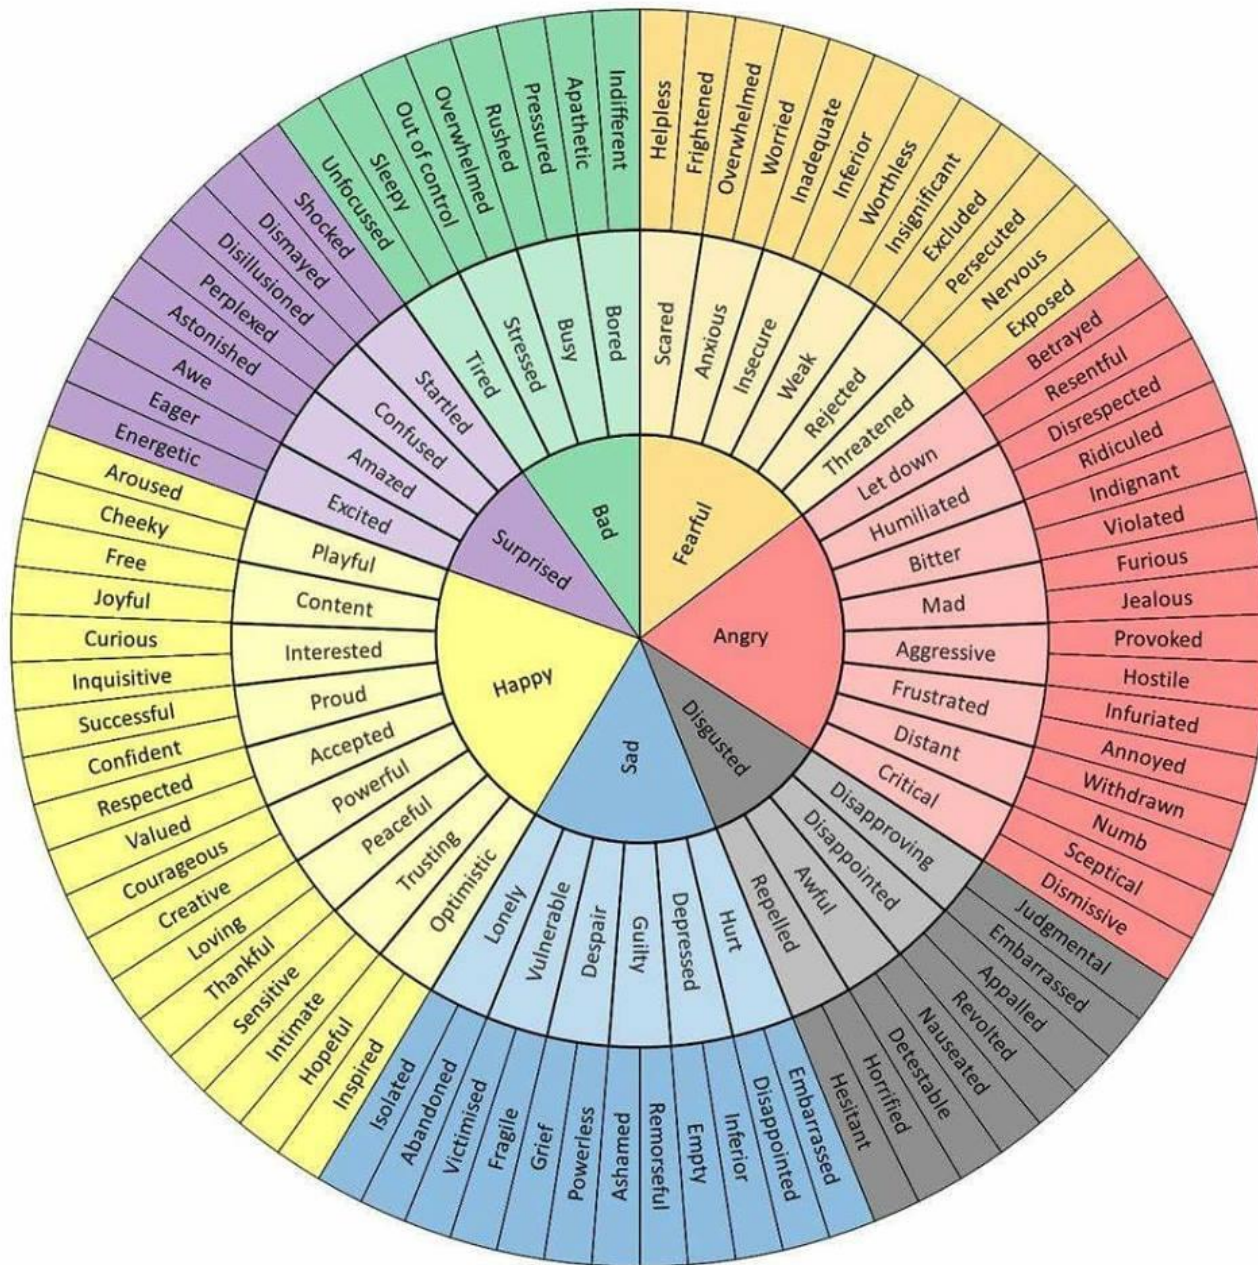 Fearful
Angry
Disgusted
Sad
Happy
Surprised
Bad
Scared
Anxious
Insecure
Weak
Rejected
Threatened
Let down
Humiliated
Bitter
Mad
Aggressive
Frustrated
Distant
Critical
Disapproving
Disappointed
Awful
Repelled
Hurt
Depressed
Guilty
Despair
Vulnerable
Lonely
Optimistic
Trusting
Peaceful
Powerful
Accepted
Proud
Interested
Content
Playful
Excited
Amazed
Confused
Startled
Tired
Stressed
Busy
Bored
Helpless
Frightened
Overwhelmed
Worried
Inadequate
Inferior
Worthless
Insignificant
Excluded
Persecuted
Nervous
Exposed
Betrayed
Resentful
Disrespected
Ridiculed
Indignant
Violated
Furious
Jealous
Provoked
Hostile
Infuriated
Annoyed
Withdrawn
Numb
Sceptical
Dismissive
Judgmental
Embarrassed
Appalled
Revolted
Nauseated
Detestable
Horrified
Hesitant
Embarrassed
Disappointed
Inferior
Empty
Remorseful
Ashamed
Powerless
Grief
Fragile
Victimised
Abandoned
Isolated
Inspired
Hopeful
Intimate
Sensitive
Thankful
Loving
Creative
Courageous
Valued
Respected
Confident
Successful
Inquisitive
Curious
Joyful
Free
Cheeky
Aroused
Energetic
Eager
Awe
Astonished
Perplexed
Disillusioned
Dismayed
Shocked
Unfocussed
Sleepy
Out of control
Overwhelmed
Rushed
Pressured
Apathetic
Indifferent